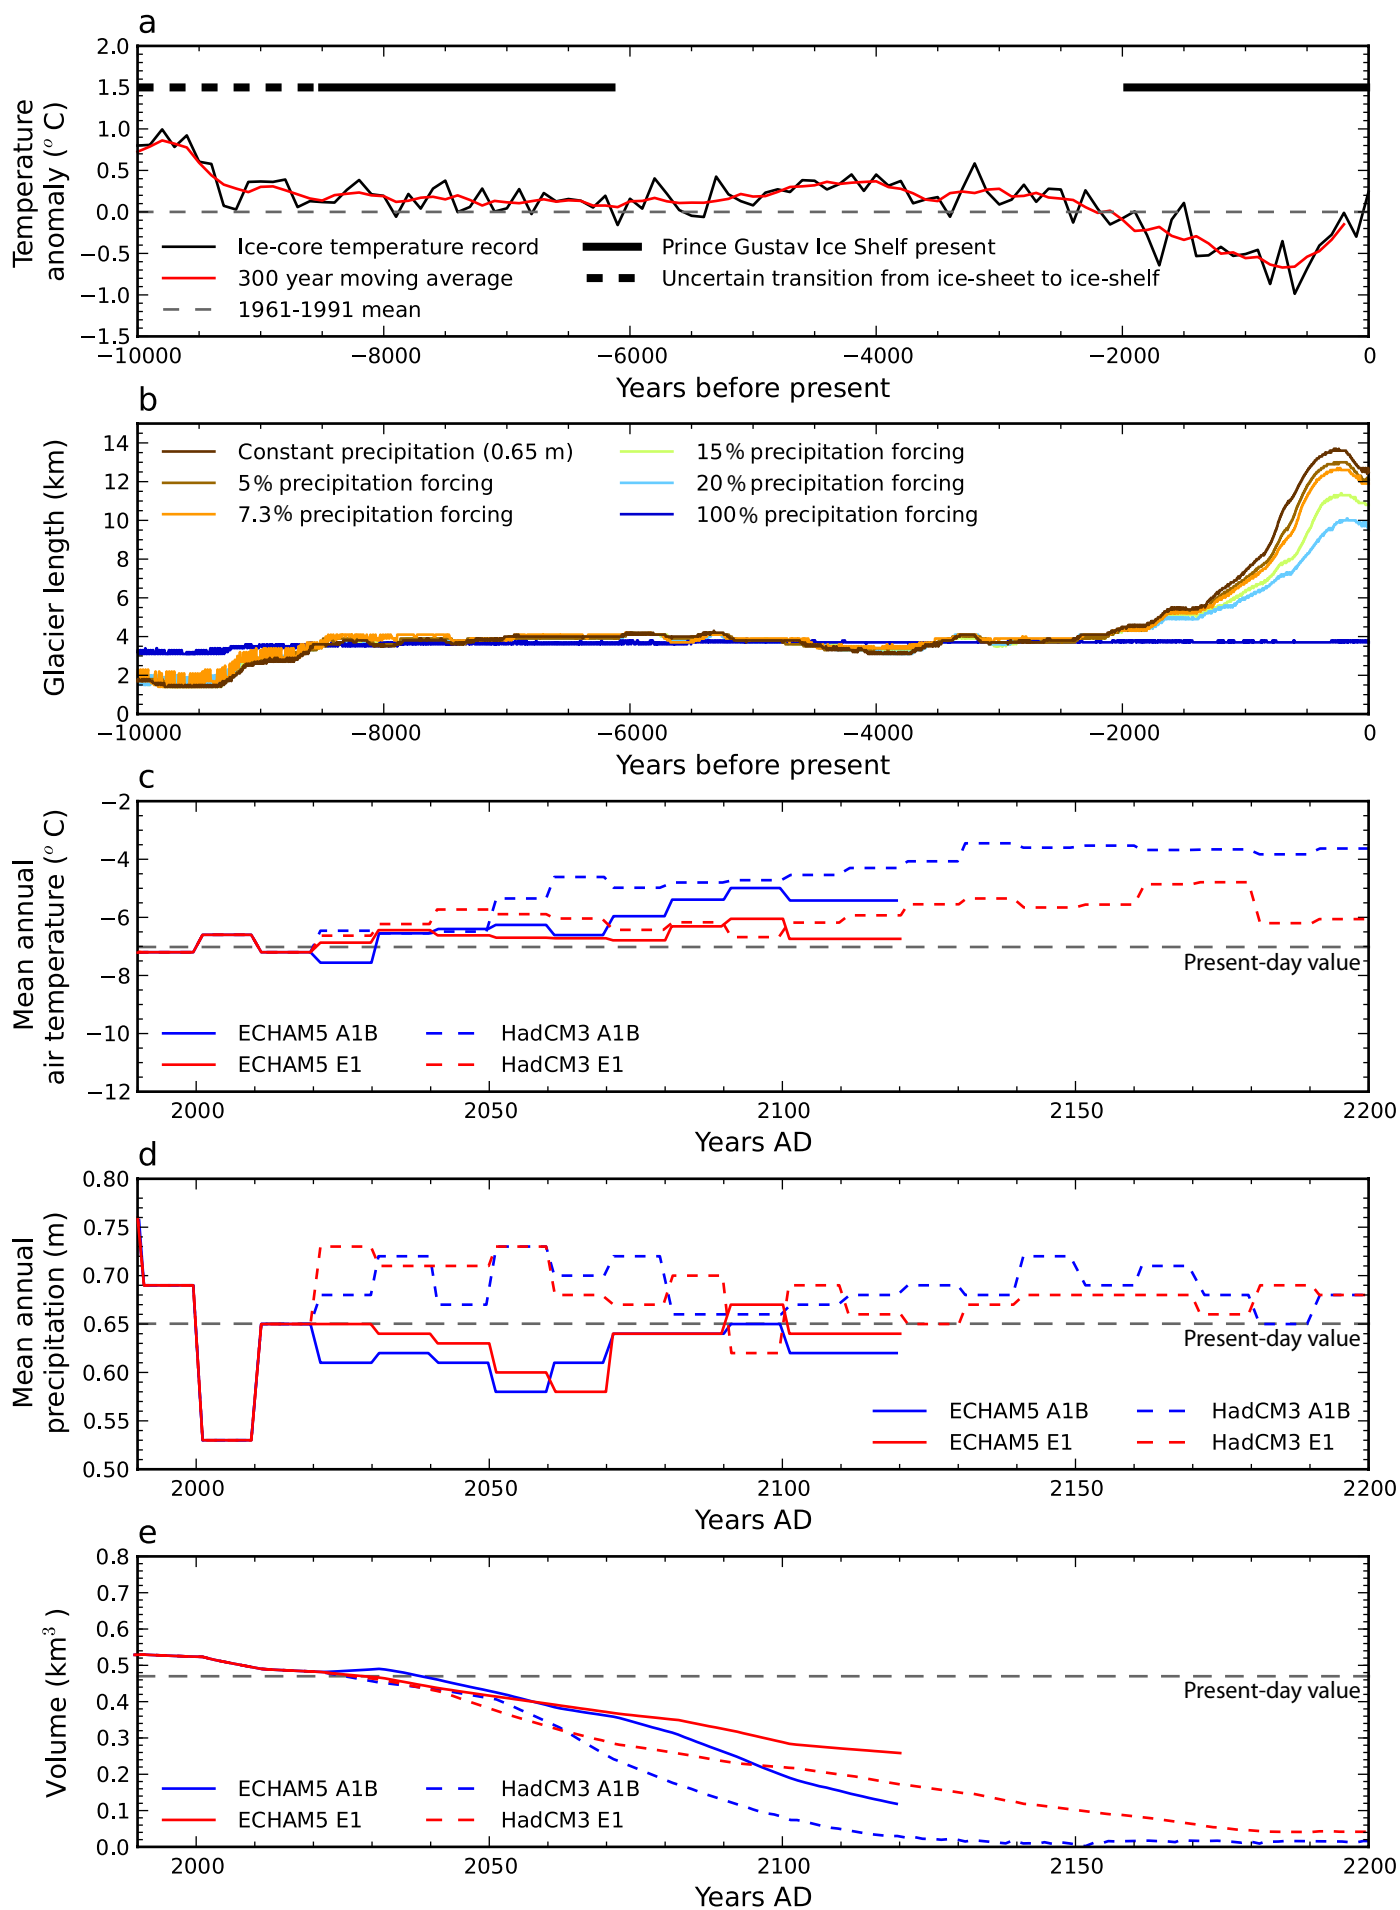 a
2.0
1.5
1.0
0.5
0.0
−0.5
−1.0
−1.5
Temperature
anomaly (° C)
Ice-core temperature record
300 year moving average
1961-1991 mean
Prince Gustav Ice Shelf present
Uncertain transition from ice-sheet to ice-shelf
−10000 −8000 −6000 −4000 −2000 0
Years before present
b
14
12
10
8
6
4
2
0
Glacier length (km)
Constant precipitation (0.65 m)
5% precipitation forcing
7.3% precipitation forcing
15% precipitation forcing
20% precipitation forcing
100% precipitation forcing
−10000 −8000 −6000 −4000 −2000 0
Years before present
c
−2
−4
−6
−8
−10
−12
Mean annual
air temperature (° C)
Present-day value
ECHAM5 A1B
ECHAM5 E1
HadCM3 A1B
HadCM3 E1
2000 2050 2100 2150 2200
Years AD
d
0.80
0.75
0.70
0.65
0.60
0.55
0.50
Mean annual
precipitation (m)
Present-day value
ECHAM5 A1B
ECHAM5 E1
HadCM3 A1B
HadCM3 E1
2000 2050 2100 2150 2200
Years AD
e
0.8
0.7
0.6
0.5
0.4
0.3
0.2
0.1
0.0
Volume (km³ )
Present-day value
ECHAM5 A1B
ECHAM5 E1
HadCM3 A1B
HadCM3 E1
2000 2050 2100 2150 2200
Years AD